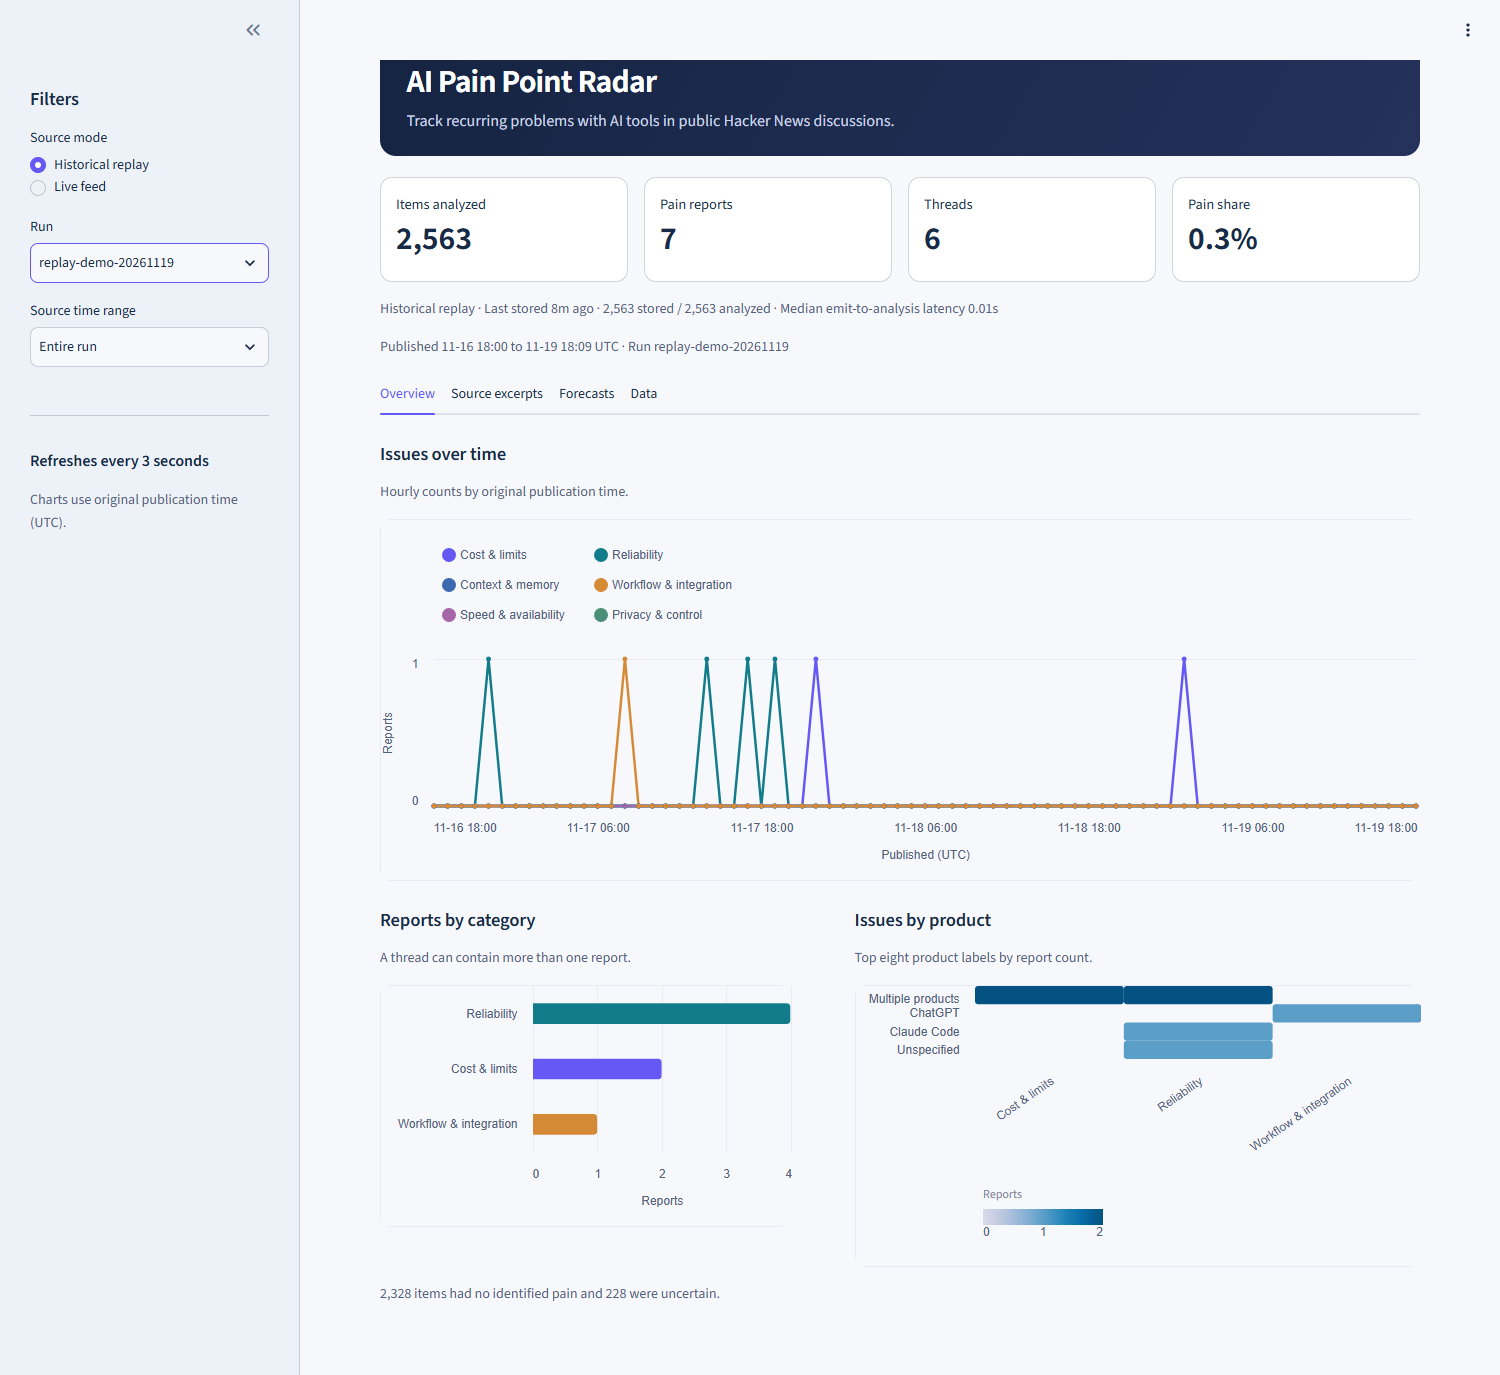 Filters
Source mode
Historical replay
Live feed
Run
replay-demo-20261119
Source time range
Entire run
Refreshes every 3 seconds
Charts use original publication time
(UTC).
AI Pain Point Radar
Track recurring problems with AI tools in public Hacker News discussions.
Items analyzed
2,563
Pain reports
7
Threads
6
Pain share
0.3%
Historical replay · Last stored 8m ago · 2,563 stored / 2,563 analyzed · Median emit-to-analysis latency 0.01s
Published 11-16 18:00 to 11-19 18:09 UTC · Run replay-demo-20261119
Overview Source excerpts Forecasts Data
Issues over time
Hourly counts by original publication time.
Cost & limits Reliability
Context & memory Workflow & integration
Speed & availability Privacy & control
1
Reports
0
11-16 18:00 11-17 06:00 11-17 18:00 11-18 06:00 11-18 18:00 11-19 06:00 11-19 18:00
Published (UTC)
Reports by category
A thread can contain more than one report.
Reliability
Cost & limits
Workflow & integration
0 1 2 3 4
Reports
Issues by product
Top eight product labels by report count.
Multiple products
ChatGPT
Claude Code
Unspecified
Cost & limits
Reliability
Workflow & integration
Reports
0 1 2
2,328 items had no identified pain and 228 were uncertain.